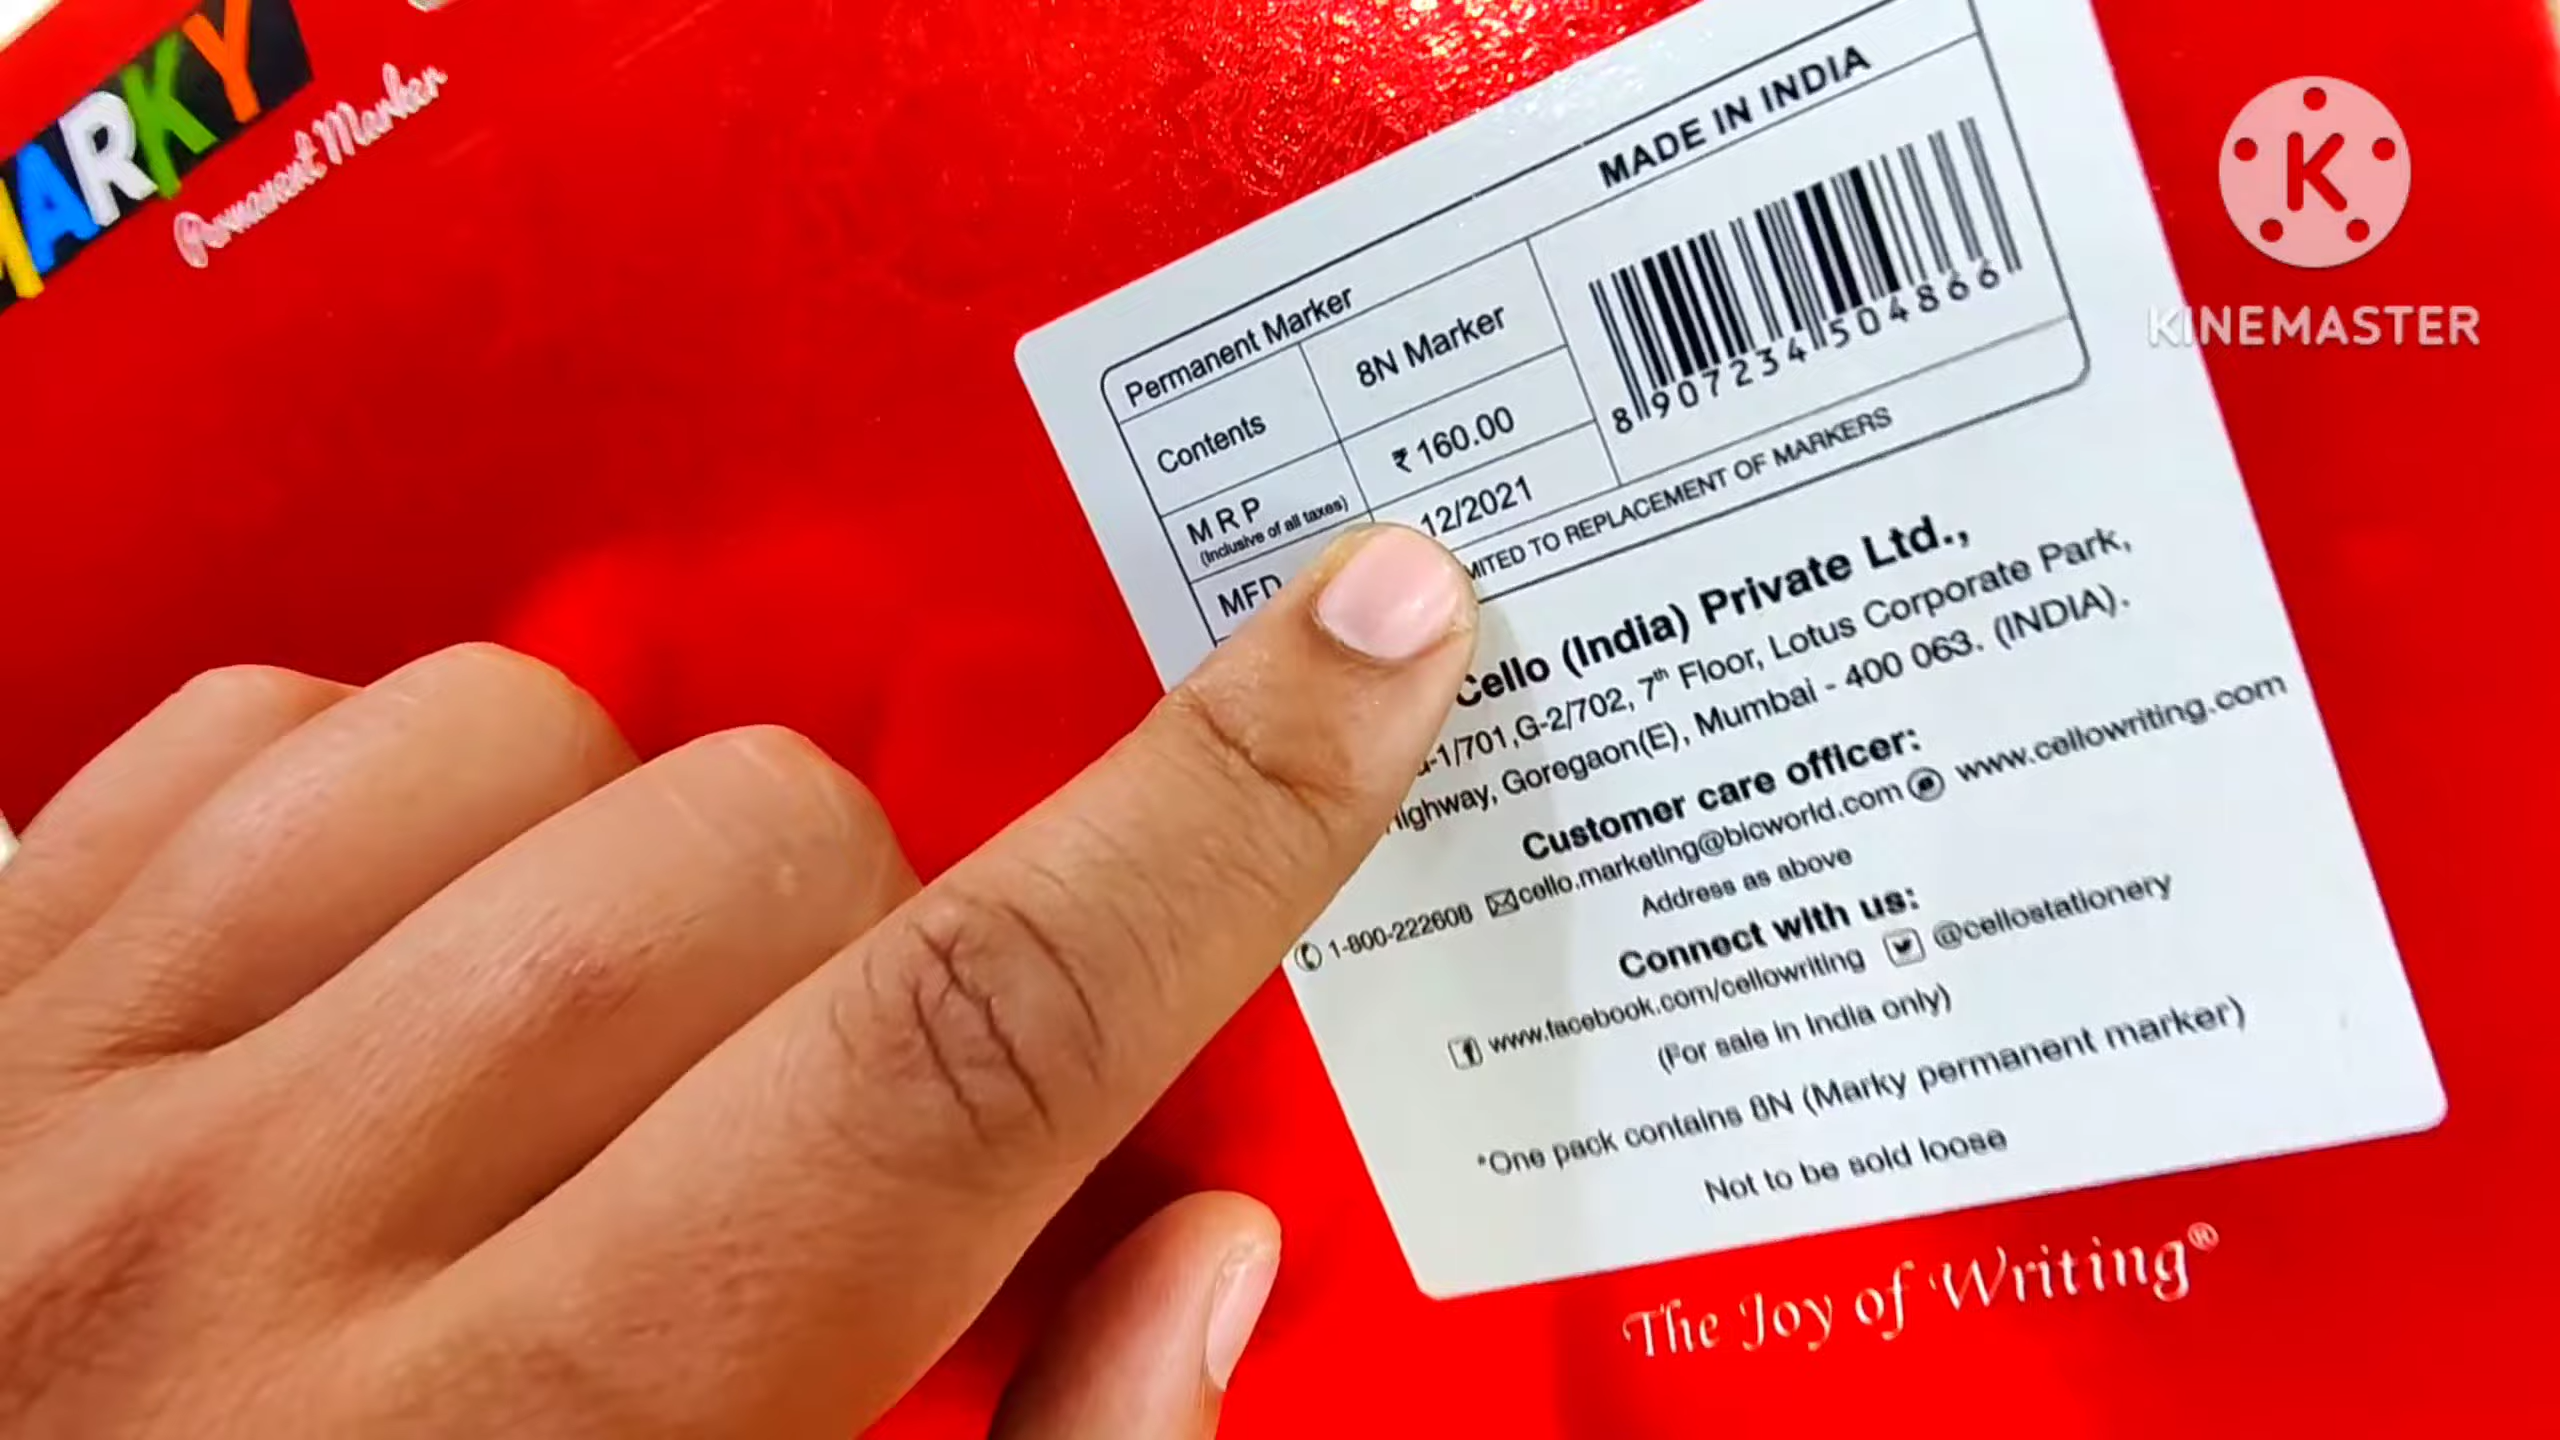 MARKY
Permanent Marker
KINEMASTER
MADE IN INDIA
Permanent Marker
Contents 8N Marker
M R P ₹ 160.00
(Inclusive of all taxes)
MFD 12/2021
8 907234 504866
TO REPLACEMENT OF MARKERS
Cello (India) Private Ltd.,
1/701,G-2/702, 7th Floor, Lotus Corporate Park,
Highway, Goregaon(E), Mumbai - 400 063. (INDIA).
Customer care officer:
1-800-222608 cello.marketing@bicworld.com www.cellowriting.com
Address as above
Connect with us:
www.facebook.com/cellowriting @cellostationery
(For sale in India only)
*One pack contains 8N (Marky permanent marker)
Not to be sold loose
The Joy of Writing®